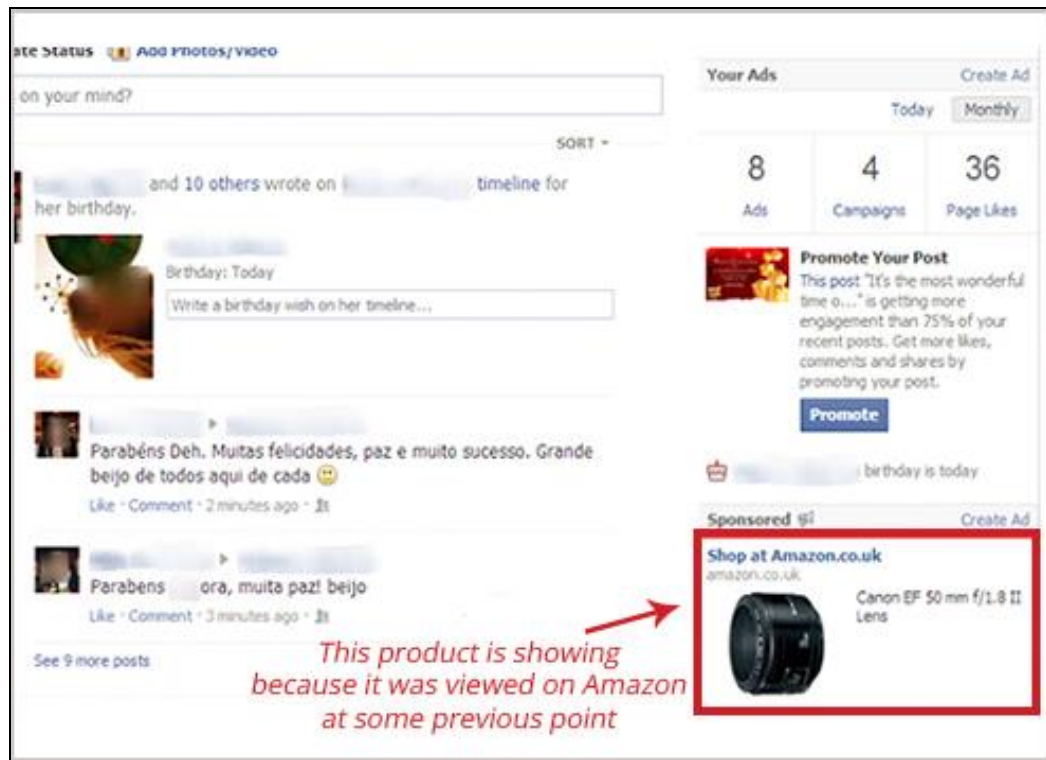 ate Status Add Photos/Video
on your mind?
SORT
and 10 others wrote on timeline for
her birthday.
Birthday: Today
Write a birthday wish on her timeline...
Parabéns Deh. Muitas felicidades, paz e muito sucesso. Grande
beijo de todos aqui de cada
Like · Comment · 2 minutes ago ·
Parabens ora, muita paz! beijo
Like · Comment · 3 minutes ago ·
See 9 more posts
This product is showing
because it was viewed on Amazon
at some previous point
Your Ads Create Ad
Today Monthly
8 4 36
Ads Campaigns Page Likes
Promote Your Post
This post "It's the most wonderful
time o..." is getting more
engagement than 75% of your
recent posts. Get more likes,
comments and shares by
promoting your post.
Promote
birthday is today
Sponsored Create Ad
Shop at Amazon.co.uk
amazon.co.uk
Canon EF 50 mm f/1.8 II
Lens